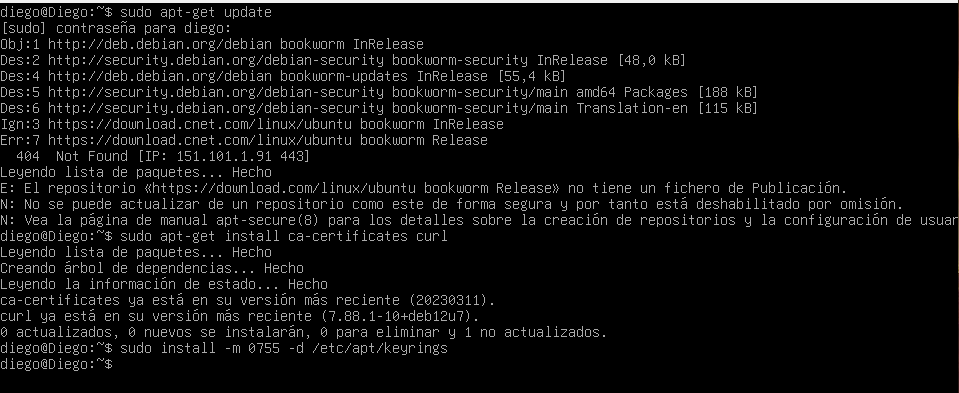 diego@Diego:~$ sudo apt-get update
[sudo] contraseña para diego:
Obj:1 http://deb.debian.org/debian bookworm InRelease
Des:2 http://security.debian.org/debian-security bookworm-security InRelease [48,0 kB]
Des:4 http://deb.debian.org/debian bookworm-updates InRelease [55,4 kB]
Des:5 http://security.debian.org/debian-security bookworm-security/main amd64 Packages [188 kB]
Des:6 http://security.debian.org/debian-security bookworm-security/main Translation-en [115 kB]
Ign:3 https://download.cnet.com/linux/ubuntu bookworm InRelease
Err:7 https://download.cnet.com/linux/ubuntu bookworm Release
  404  Not Found [IP: 151.101.1.91 443]
Leyendo lista de paquetes... Hecho
E: El repositorio «https://download.com/linux/ubuntu bookworm Release» no tiene un fichero de Publicación.
N: No se puede actualizar de un repositorio como este de forma segura y por tanto está deshabilitado por omisión.
N: Vea la página de manual apt-secure(8) para los detalles sobre la creación de repositorios y la configuración de usuar
diego@Diego:~$ sudo apt-get install ca-certificates curl
Leyendo lista de paquetes... Hecho
Creando árbol de dependencias... Hecho
Leyendo la información de estado... Hecho
ca-certificates ya está en su versión más reciente (20230311).
curl ya está en su versión más reciente (7.88.1-10+deb12u7).
0 actualizados, 0 nuevos se instalarán, 0 para eliminar y 1 no actualizados.
diego@Diego:~$ sudo install -m 0755 -d /etc/apt/keyrings
diego@Diego:~$